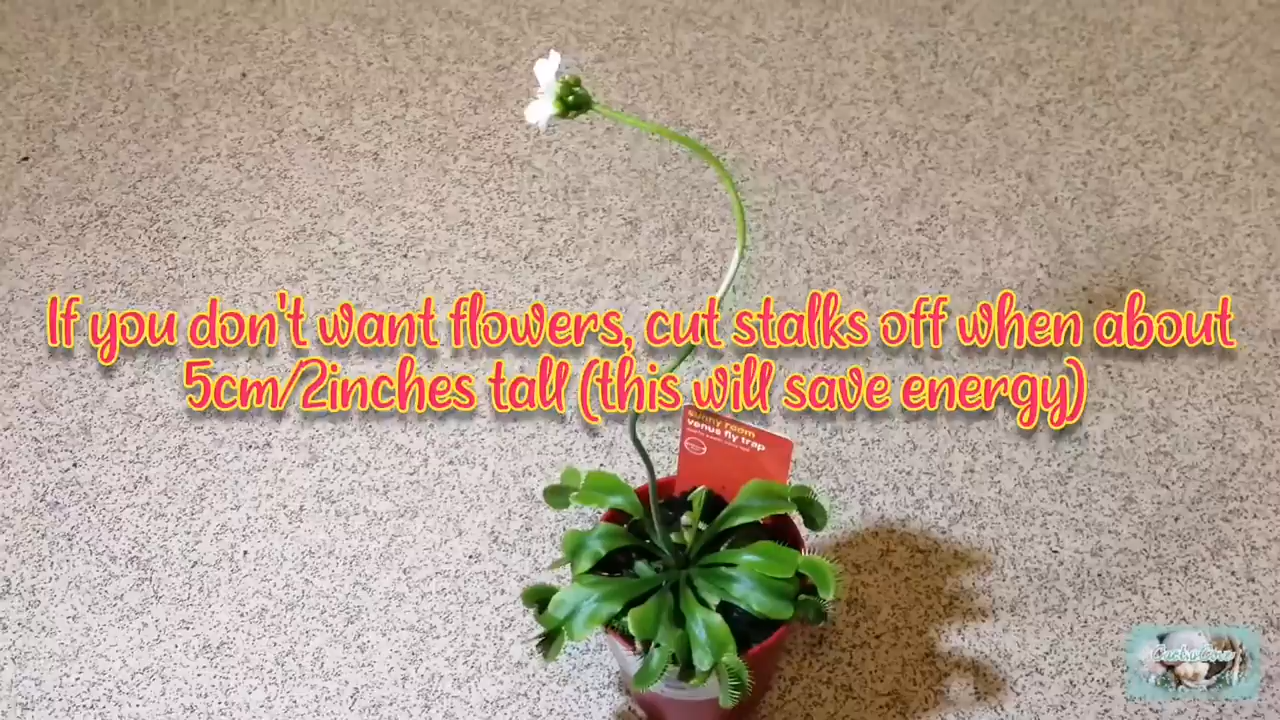 If you don't want flowers, cut stalks off when about
5cm/2inches tall (this will save energy)
sunny room
venus fly trap